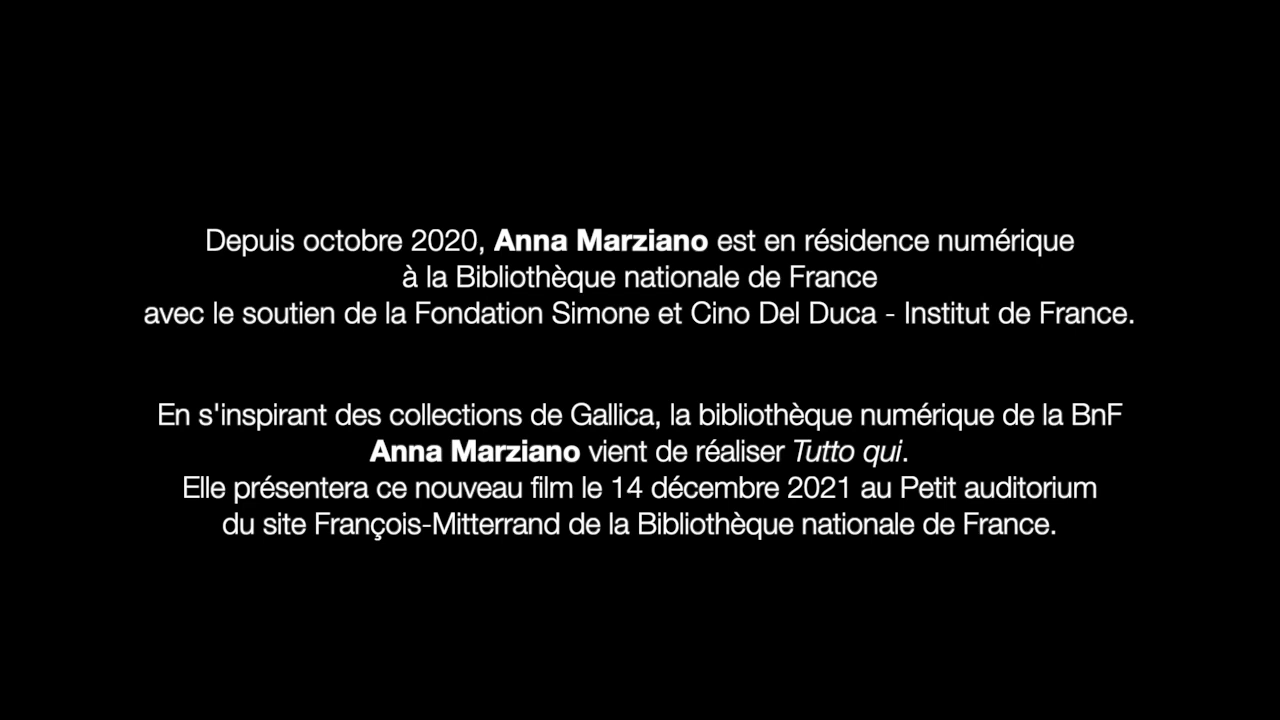 Depuis octobre 2020, Anna Marziano est en résidence numérique
à la Bibliothèque nationale de France
avec le soutien de la Fondation Simone et Cino Del Duca - Institut de France.
En s'inspirant des collections de Gallica, la bibliothèque numérique de la BnF
Anna Marziano vient de réaliser Tutto qui.
Elle présentera ce nouveau film le 14 décembre 2021 au Petit auditorium
du site François-Mitterrand de la Bibliothèque nationale de France.